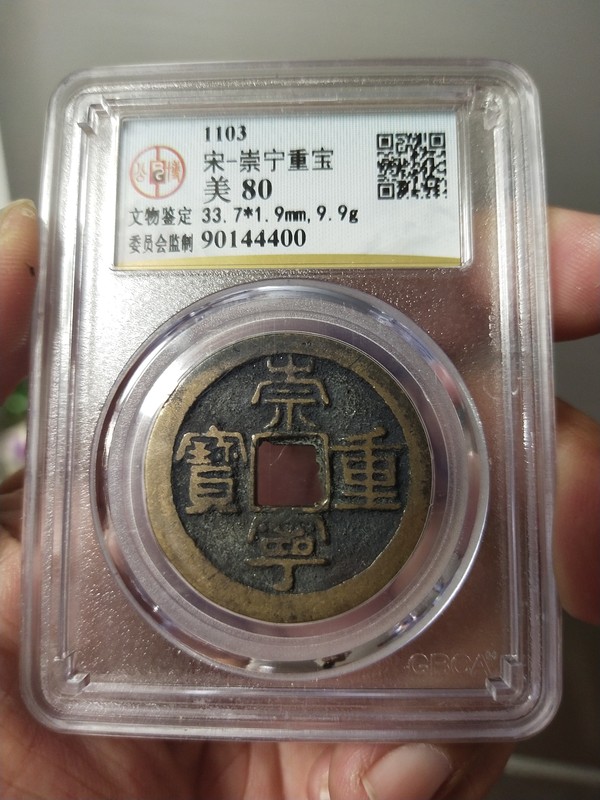 1103
宋-崇宁重宝
美 80
文物鉴定 33.7*1.9mm, 9.9g
委员会监制 90144400
崇
寶 重
寧
GRCA